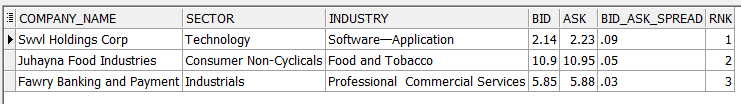 COMPANY_NAME SECTOR INDUSTRY BID ASK BID_ASK_SPREAD RNK
Swvl Holdings Corp Technology Software—Application 2.14 2.23 .09 1
Juhayna Food Industries Consumer Non-Cyclicals Food and Tobacco 10.9 10.95 .05 2
Fawry Banking and Payment Industrials Professional Commercial Services 5.85 5.88 .03 3